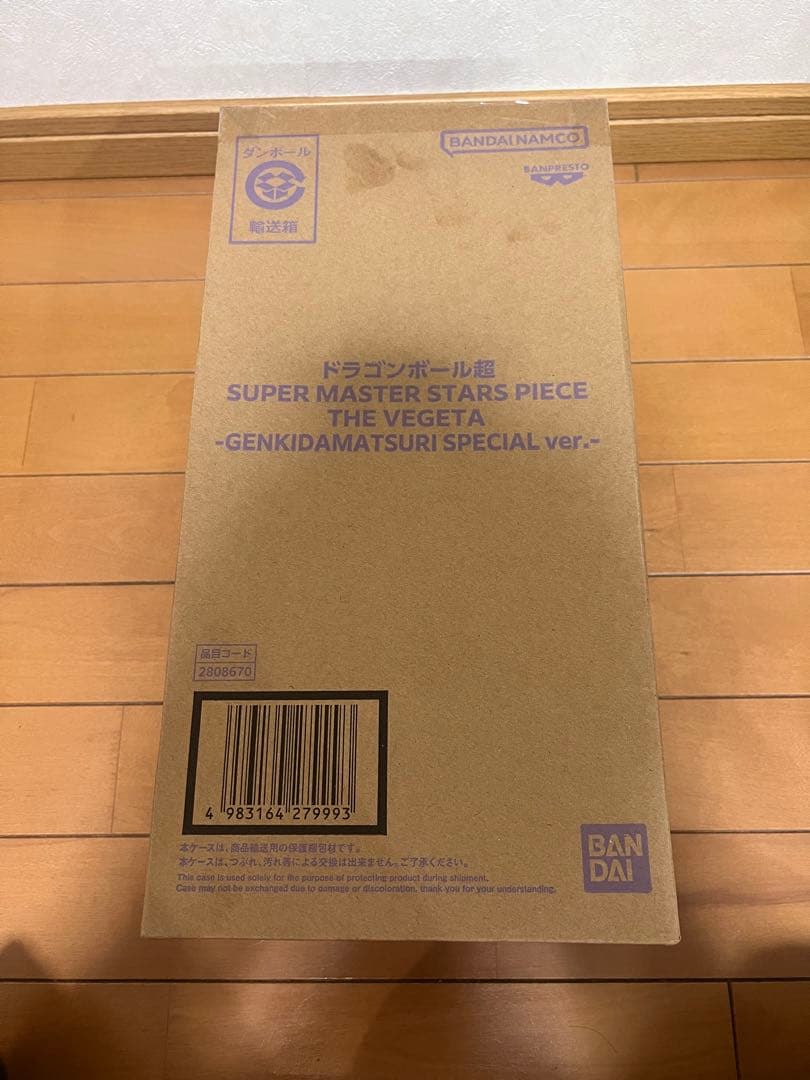 ダンボール
輸送箱
BANDAI NAMCO
BANPRESTO
ドラゴンボール超
SUPER MASTER STARS PIECE
THE VEGETA
-GENKIDAMATSURI SPECIAL ver.-
品目コード
2808670
4 983164 279993
本ケースは、商品輸送用の保護梱包材です。
本ケースは、つぶれ、汚れ等による交換は出来ません。ご了承ください。
This case is used solely for the purpose of protecting product during shipment.
Case may not be exchanged due to damage or discoloration, thank you for your understanding.
BAN
DAI